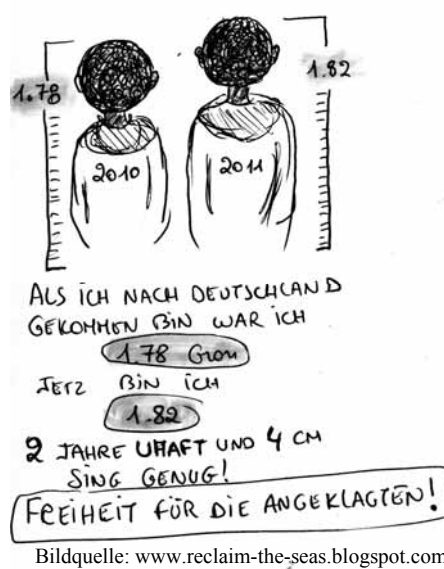 1.78
1.82
2010
2011
ALS ICH NACH DEUTSCHLAND
GEKOMMEN BIN WAR ICH
1.78 Gron
JETZ BIN ICH
1.82
2 JAHRE UHAFT UND 4 CM
SING GENUG!
FREIHEIT FÜR DIE ANGEKLAGTEN!
Bildquelle: www.reclaim-the-seas.blogspot.com